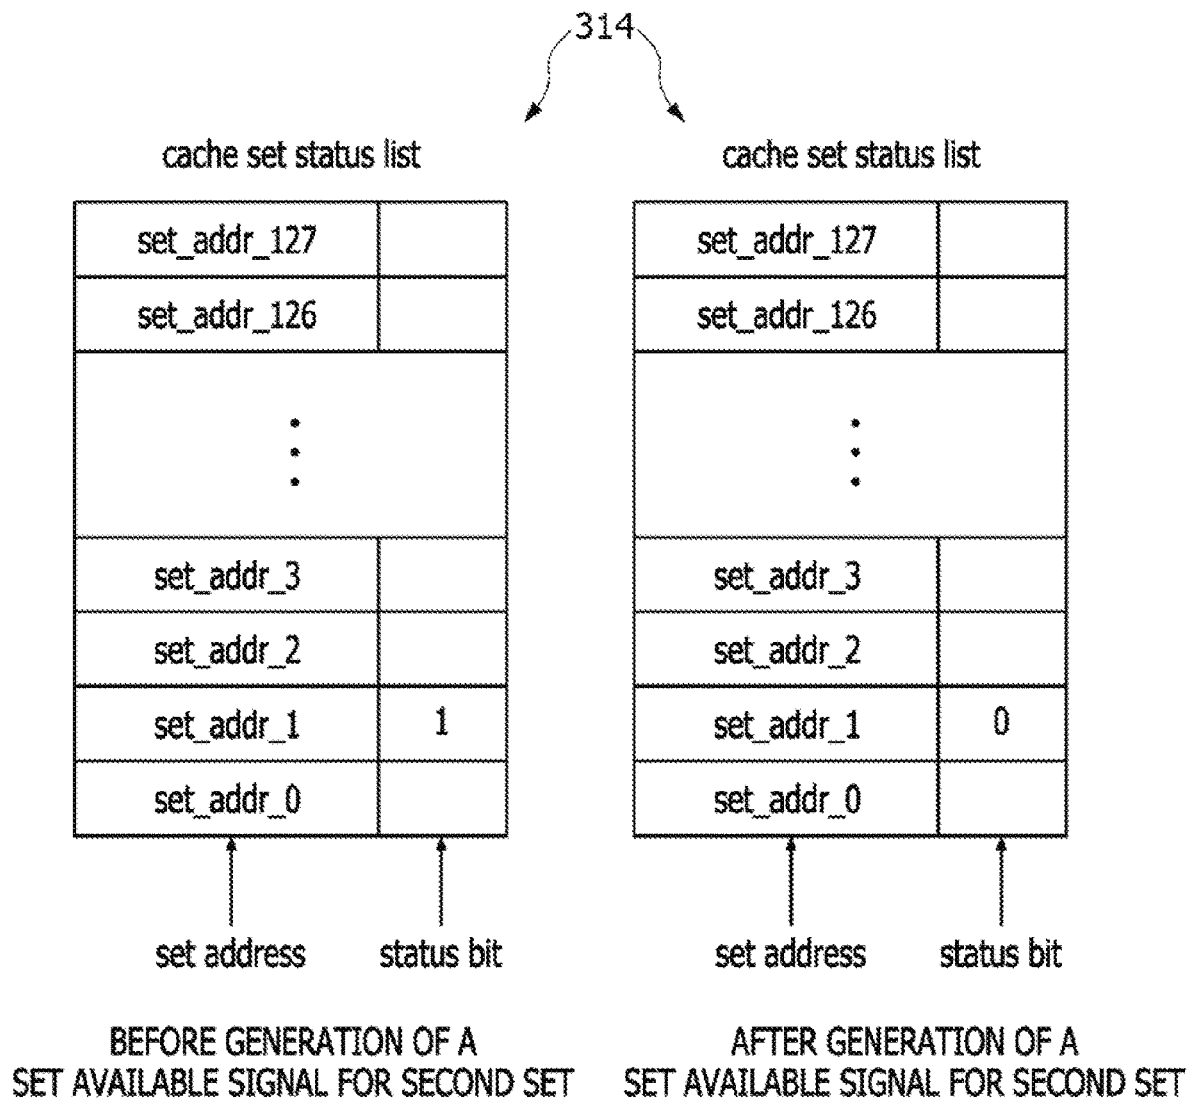 314
cache set status list
set_addr_127
set_addr_126
set_addr_3
set_addr_2
set_addr_1 1
set_addr_0
set address status bit
BEFORE GENERATION OF A
SET AVAILABLE SIGNAL FOR SECOND SET
cache set status list
set_addr_127
set_addr_126
set_addr_3
set_addr_2
set_addr_1 0
set_addr_0
set address status bit
AFTER GENERATION OF A
SET AVAILABLE SIGNAL FOR SECOND SET